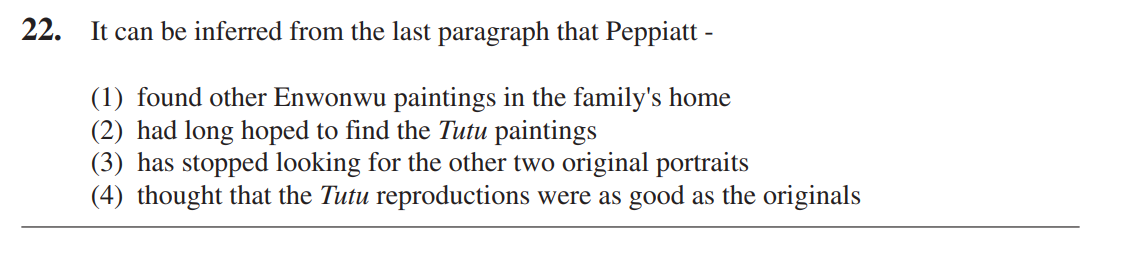 22. It can be inferred from the last paragraph that Peppiatt -
(1) found other Enwonwu paintings in the family's home
(2) had long hoped to find the Tutu paintings
(3) has stopped looking for the other two original portraits
(4) thought that the Tutu reproductions were as good as the originals